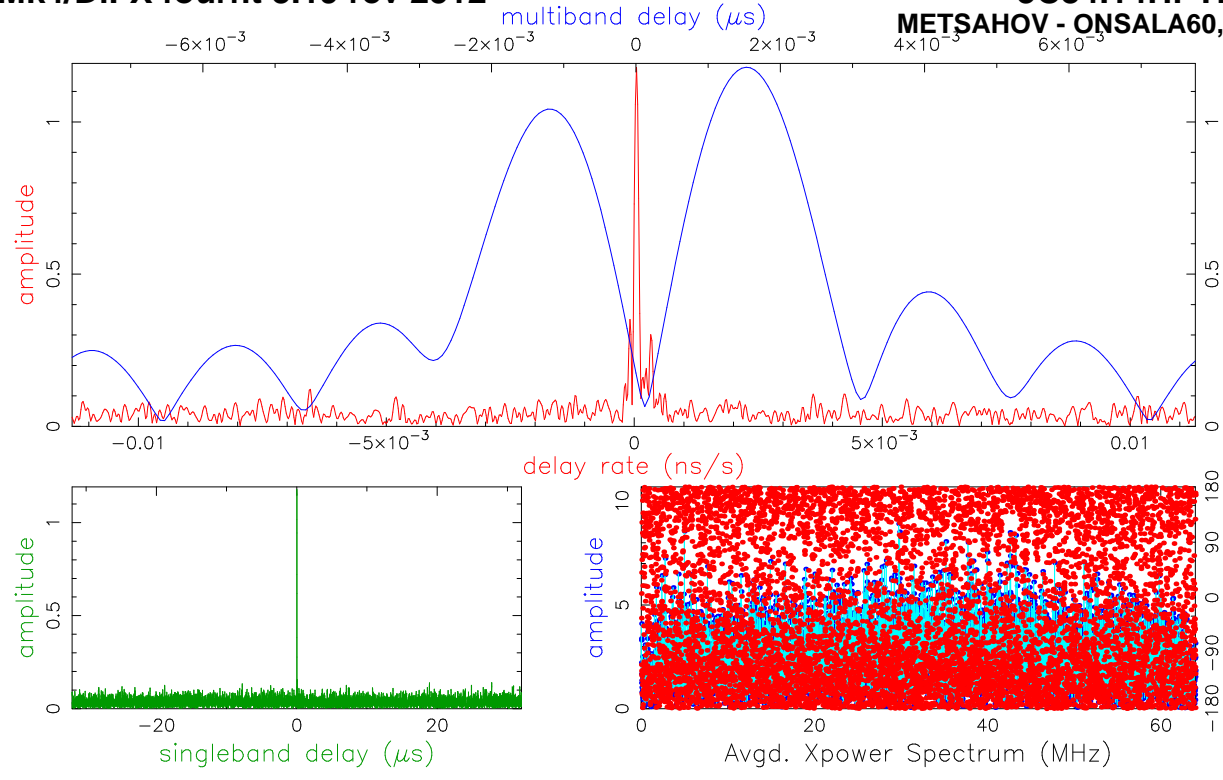 multiband delay (μs)
METSAHOV - ONSALA60,
−6×10⁻³ −4×10⁻³ −2×10⁻³ 0 2×10⁻³ 4×10⁻³ 6×10⁻³
amplitude
1 1
0.5 0.5
0 0
−0.01 −5×10⁻³ 0 5×10⁻³ 0.01
delay rate (ns/s)
amplitude
1
0.5
0
−20 0 20
singleband delay (μs)
amplitude
10
5
0
180
90
0
−90
−180
0 20 40 60
Avgd. Xpower Spectrum (MHz)